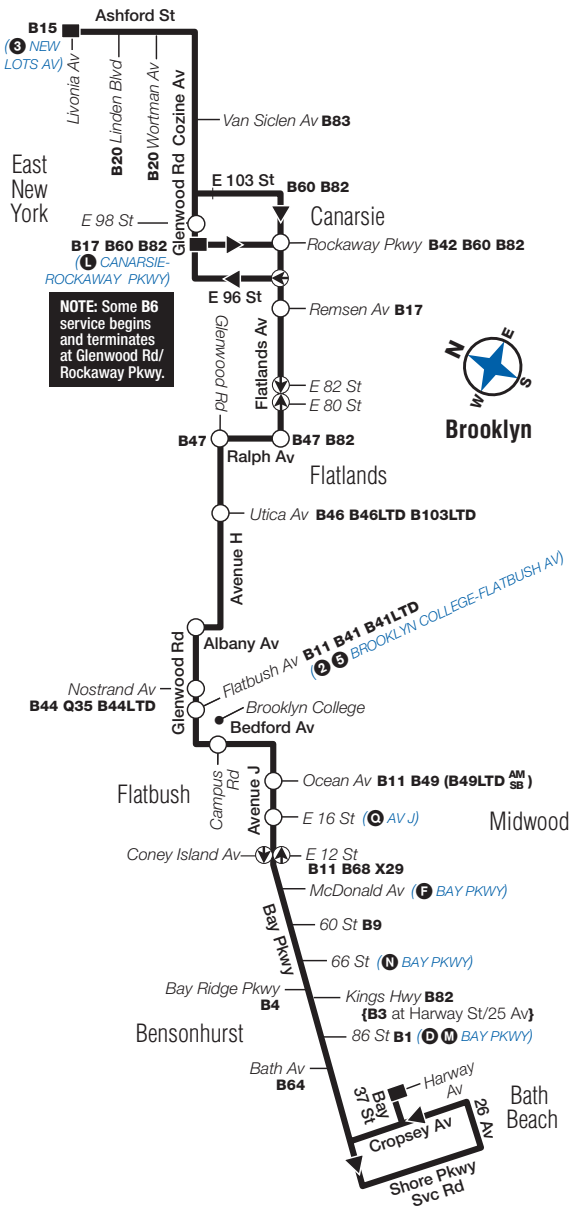 Ashford St
B15
(3 NEW
LOTS AV)
Livonia Av
B20 Linden Blvd
B20 Wortman Av
Glenwood Rd Cozine Av
Van Siclen Av B83
East
New
York
E 103 St
B60 B82
E 98 St
Canarsie
B17 B60 B82
(L CANARSIE-
ROCKAWAY PKWY)
Rockaway Pkwy B42 B60 B82
E 96 St
NOTE: Some B6
service begins
and terminates
at Glenwood Rd/
Rockaway Pkwy.
Remsen Av B17
Glenwood Rd
Flatlands Av
N
E
W
S
Brooklyn
E 82 St
E 80 St
B47
B47 B82
Ralph Av
Flatlands
Utica Av B46 B46LTD B103LTD
Avenue H
Albany Av
Glenwood Rd
Flatbush Av B11 B41 B41LTD
(2 5 BROOKLYN COLLEGE-FLATBUSH AV)
Nostrand Av
B44 Q35 B44LTD
Brooklyn College
Bedford Av
Campus
Rd
Flatbush
Avenue J
Ocean Av B11 B49 (B49LTD AM SB)
E 16 St (Q AV J)
Midwood
Coney Island Av
E 12 St
B11 B68 X29
McDonald Av (F BAY PKWY)
Bay Pkwy
60 St B9
66 St (N BAY PKWY)
Bay Ridge Pkwy
B4
Kings Hwy B82
{B3 at Harway St/25 Av}
Bensonhurst
86 St B1 (D M BAY PKWY)
Bath Av
B64
Bay
37 St
Harway
Av
Cropsey Av
26 Av
Bath
Beach
Shore Pkwy
Svc Rd